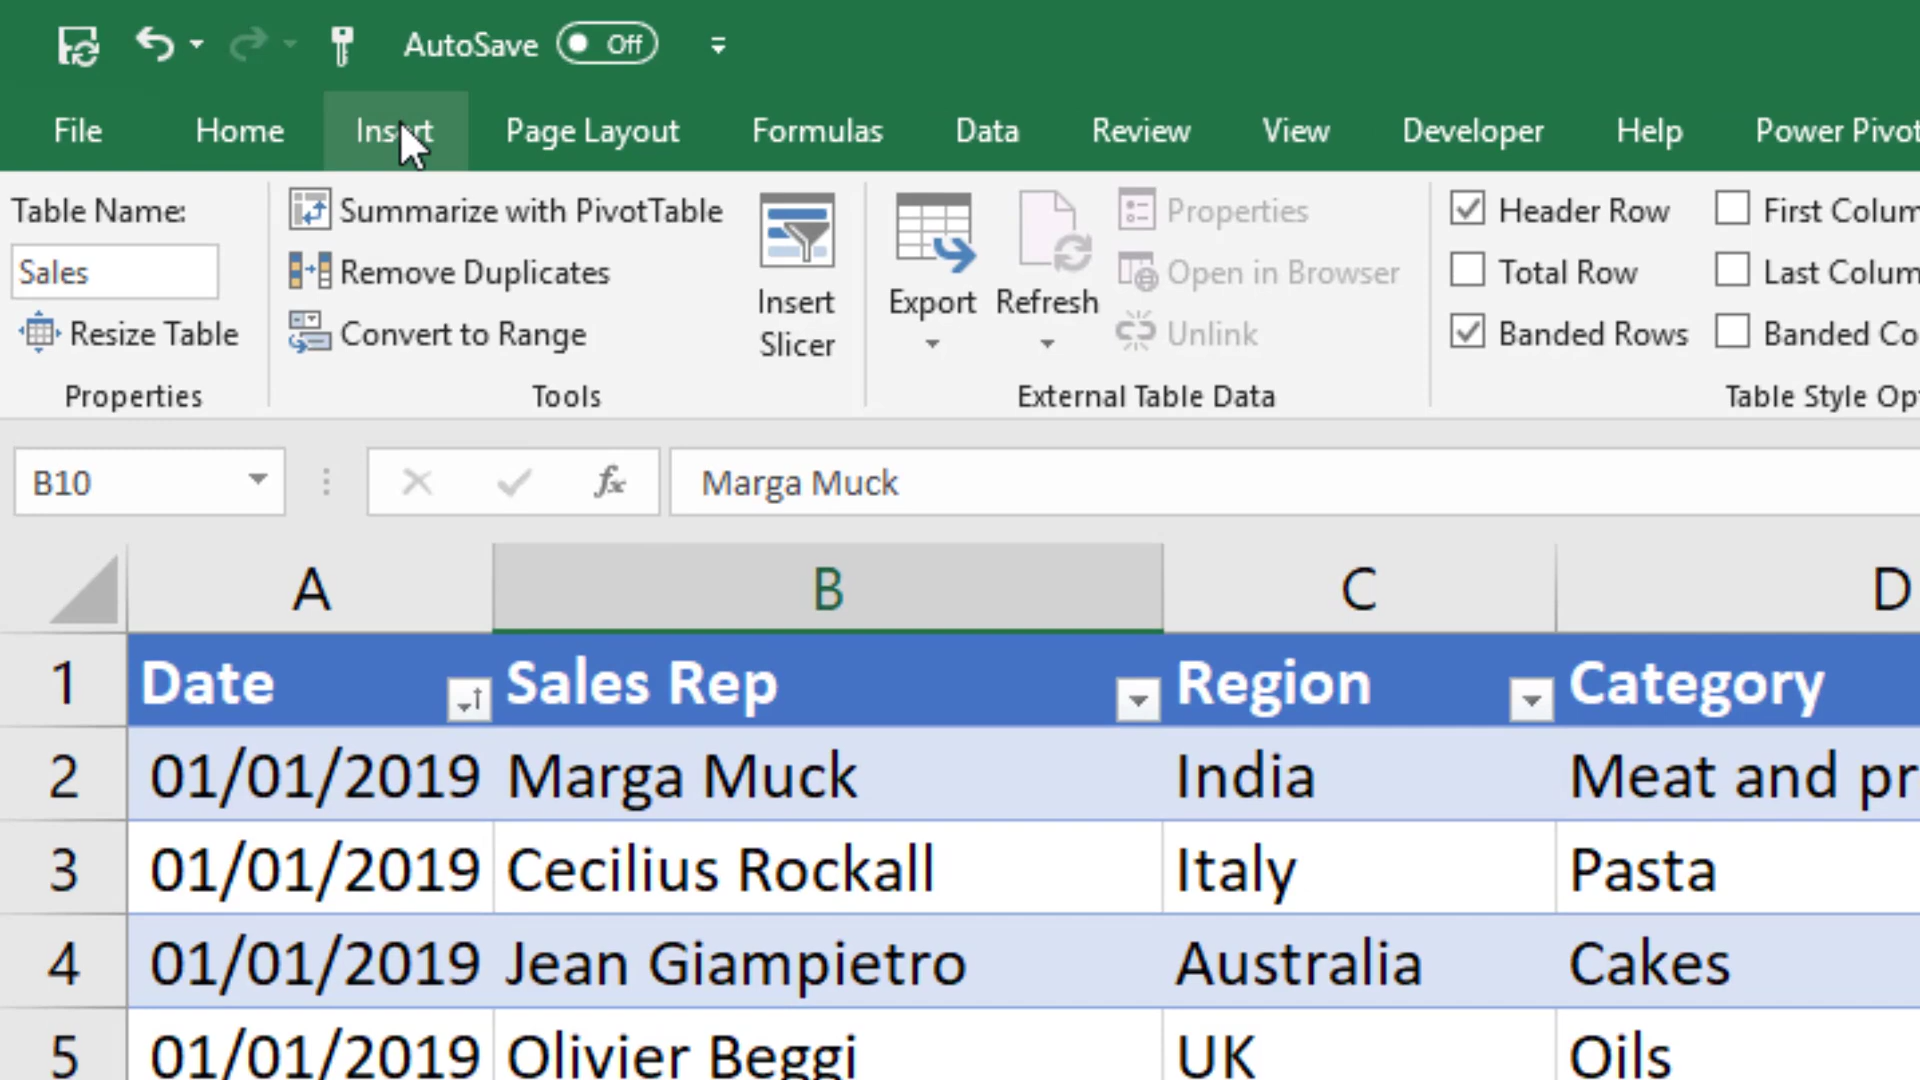 AutoSave Off
File Home Insert Page Layout Formulas Data Review View Developer Help Power Pivot
Table Name:
Sales
Resize Table
Properties
Summarize with PivotTable
Remove Duplicates
Convert to Range
Insert
Slicer
Tools
Export
Refresh
Properties
Open in Browser
Unlink
External Table Data
Header Row
Total Row
Banded Rows
First Colum
Last Colum
Banded Co
Table Style Op
B10 fx Marga Muck
A B C D
1 Date Sales Rep Region Category
2 01/01/2019 Marga Muck India Meat and pr
3 01/01/2019 Cecilius Rockall Italy Pasta
4 01/01/2019 Jean Giampietro Australia Cakes
5 01/01/2019 Olivier Beggi UK Oils